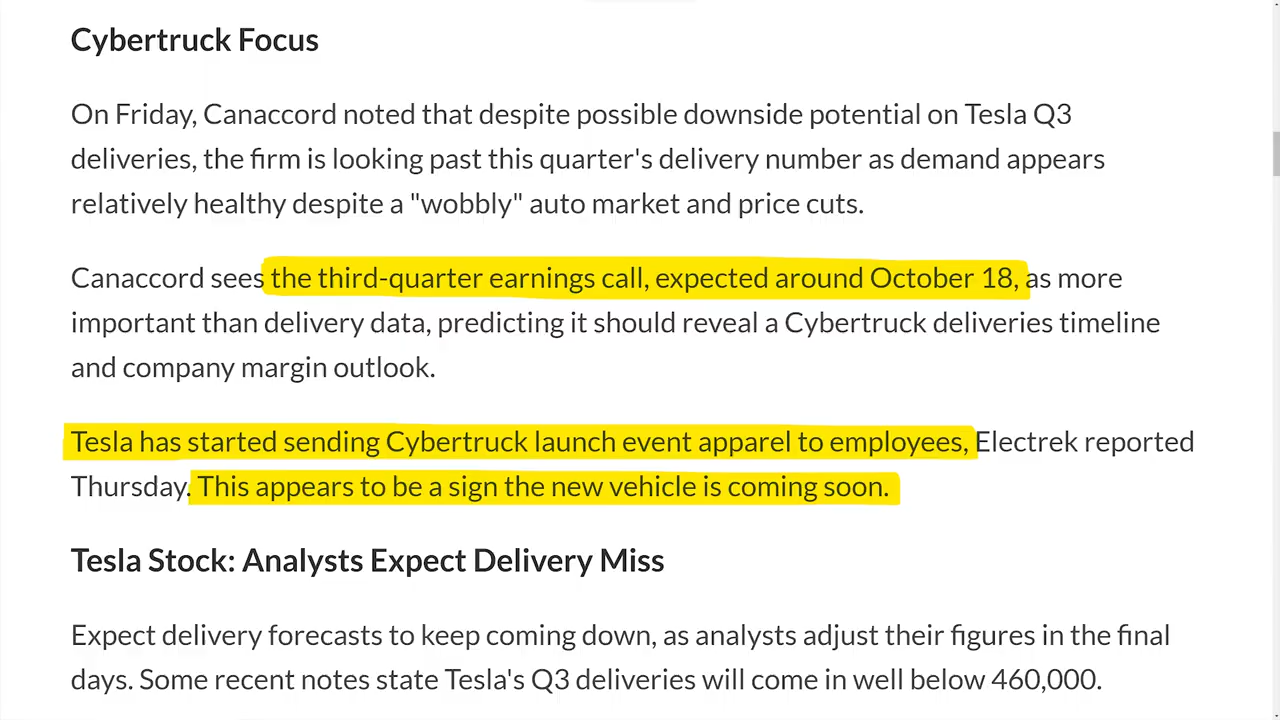 Cybertruck Focus
On Friday, Canaccord noted that despite possible downside potential on Tesla Q3
deliveries, the firm is looking past this quarter's delivery number as demand appears
relatively healthy despite a "wobbly" auto market and price cuts.
Canaccord sees the third-quarter earnings call, expected around October 18, as more
important than delivery data, predicting it should reveal a Cybertruck deliveries timeline
and company margin outlook.
Tesla has started sending Cybertruck launch event apparel to employees, Electrek reported
Thursday. This appears to be a sign the new vehicle is coming soon.
Tesla Stock: Analysts Expect Delivery Miss
Expect delivery forecasts to keep coming down, as analysts adjust their figures in the final
days. Some recent notes state Tesla's Q3 deliveries will come in well below 460,000.